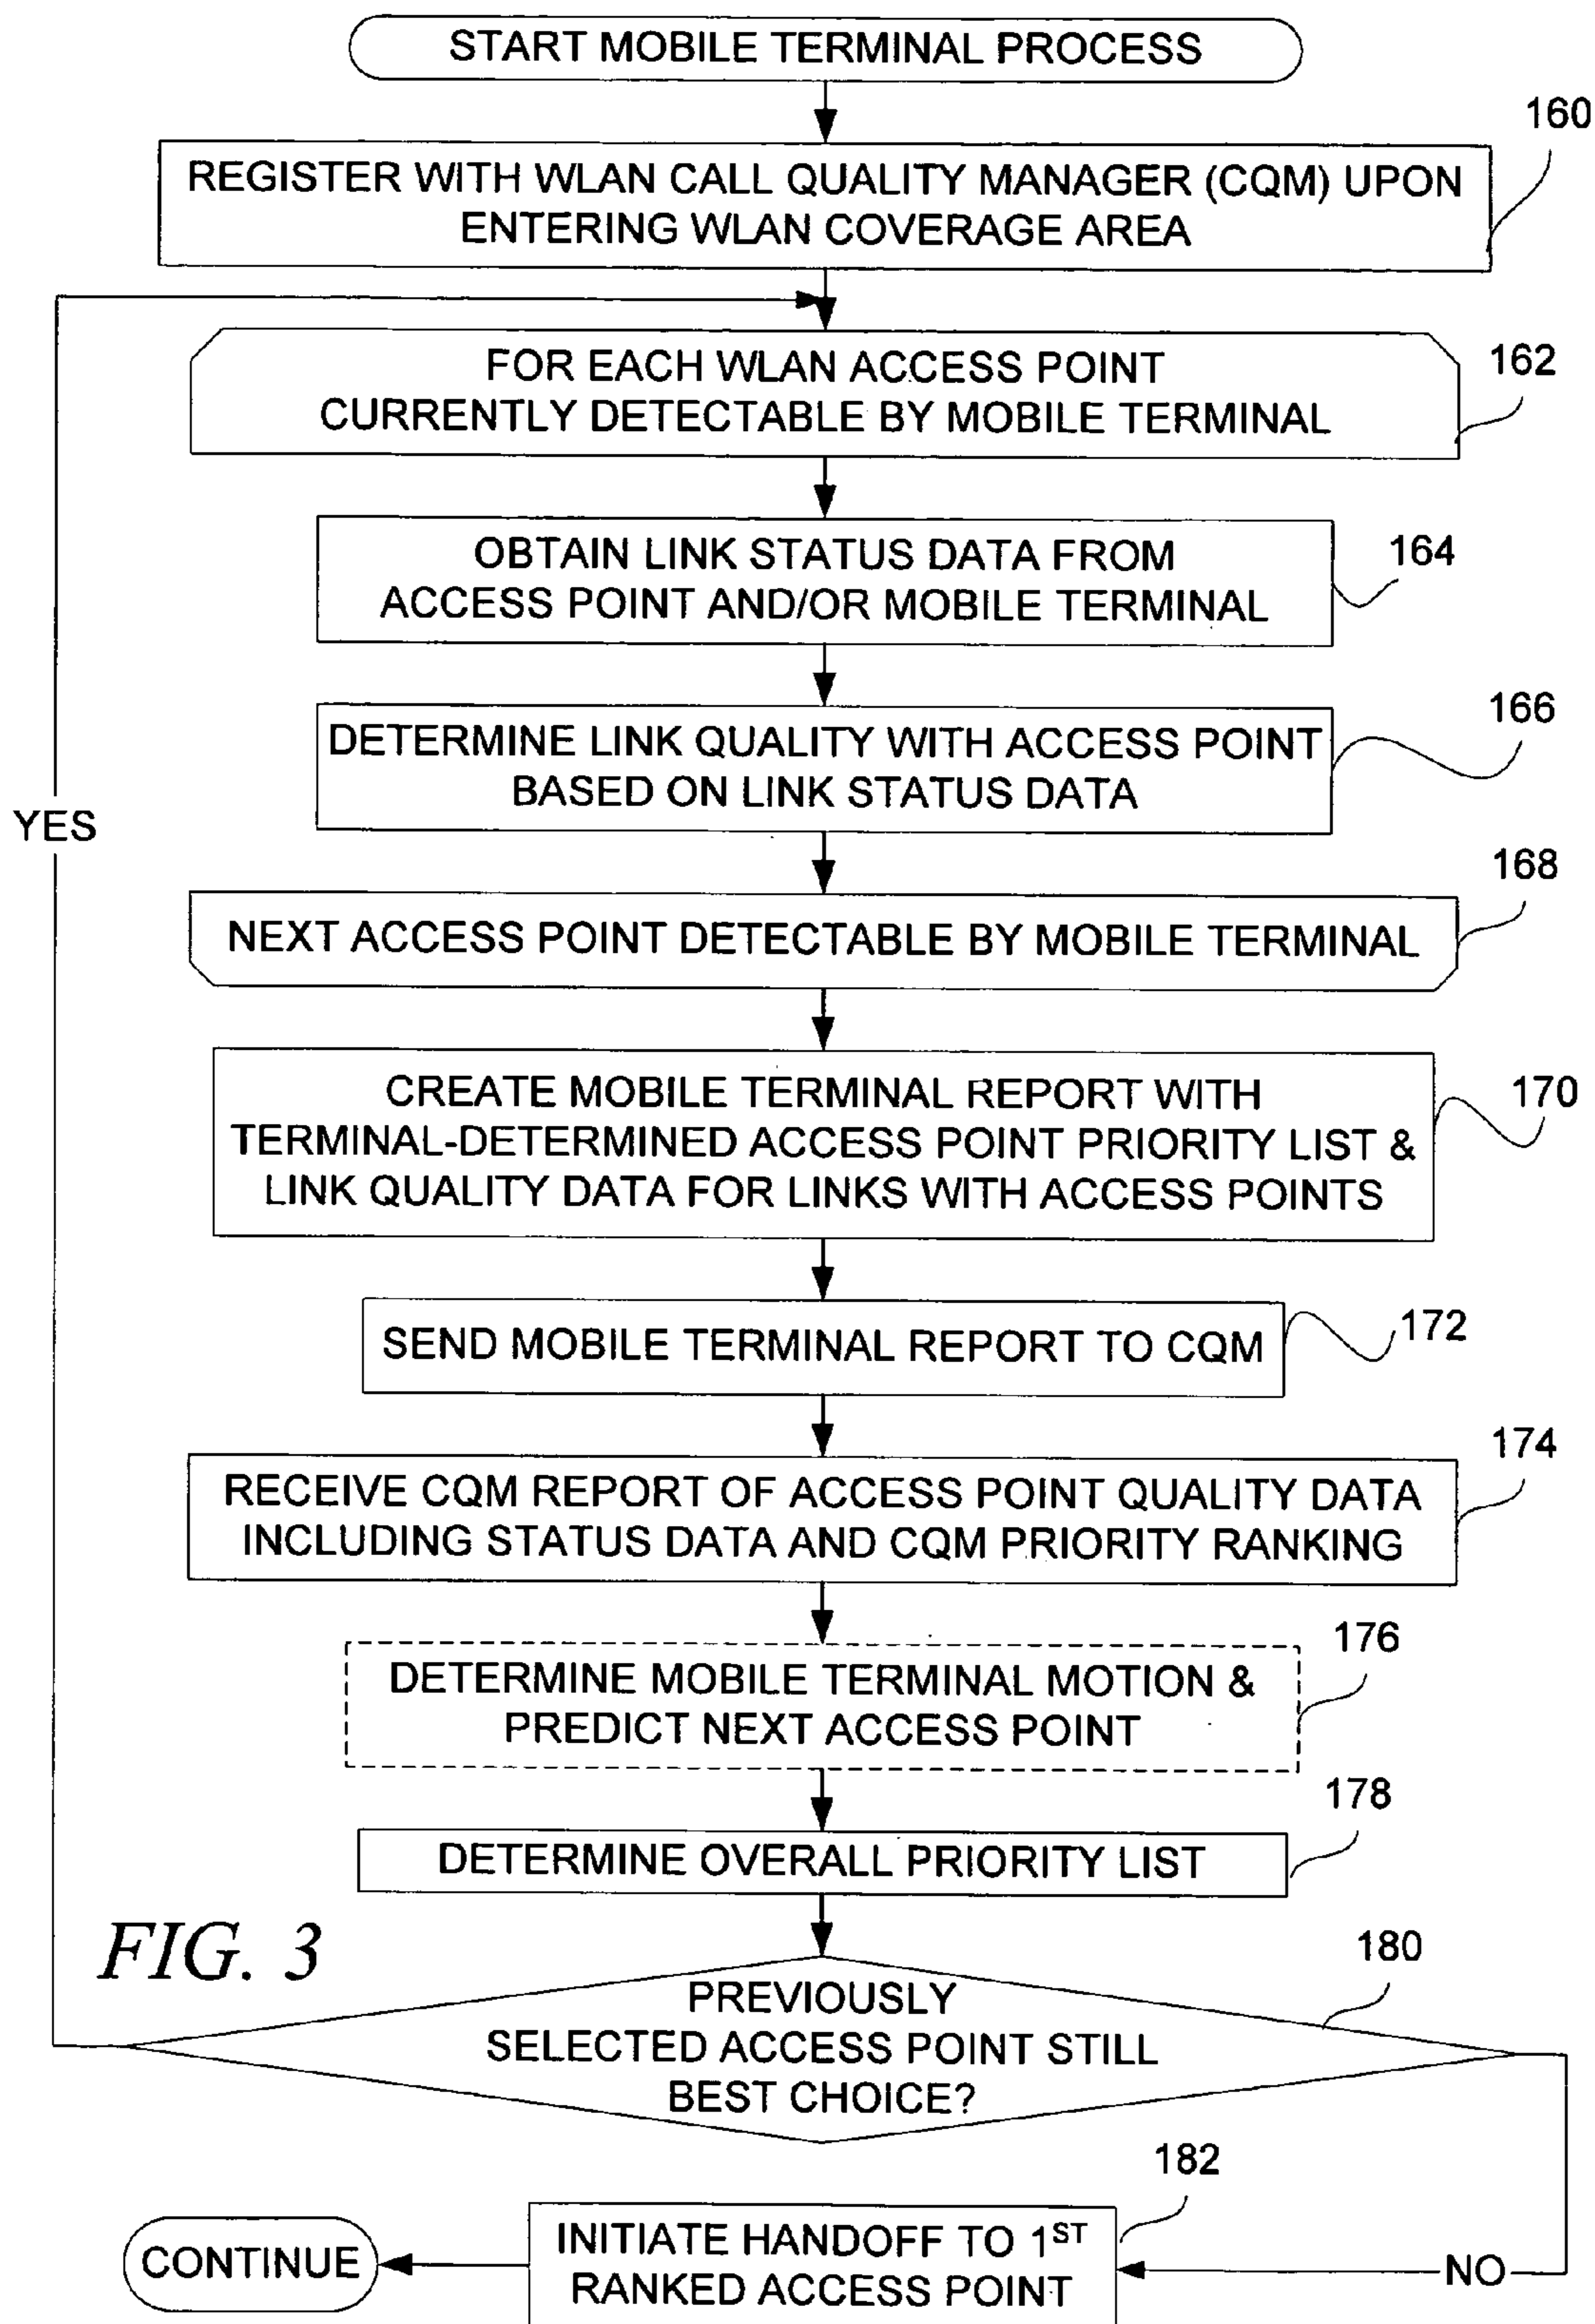 START MOBILE TERMINAL PROCESS
160
REGISTER WITH WLAN CALL QUALITY MANAGER (CQM) UPON
ENTERING WLAN COVERAGE AREA
162
FOR EACH WLAN ACCESS POINT
CURRENTLY DETECTABLE BY MOBILE TERMINAL
164
OBTAIN LINK STATUS DATA FROM
ACCESS POINT AND/OR MOBILE TERMINAL
166
DETERMINE LINK QUALITY WITH ACCESS POINT
BASED ON LINK STATUS DATA
YES
168
NEXT ACCESS POINT DETECTABLE BY MOBILE TERMINAL
170
CREATE MOBILE TERMINAL REPORT WITH
TERMINAL-DETERMINED ACCESS POINT PRIORITY LIST &
LINK QUALITY DATA FOR LINKS WITH ACCESS POINTS
172
SEND MOBILE TERMINAL REPORT TO CQM
174
RECEIVE CQM REPORT OF ACCESS POINT QUALITY DATA
INCLUDING STATUS DATA AND CQM PRIORITY RANKING
176
DETERMINE MOBILE TERMINAL MOTION &
PREDICT NEXT ACCESS POINT
178
DETERMINE OVERALL PRIORITY LIST
FIG. 3
180
PREVIOUSLY
SELECTED ACCESS POINT STILL
BEST CHOICE?
182
INITIATE HANDOFF TO 1ST
RANKED ACCESS POINT
CONTINUE
NO